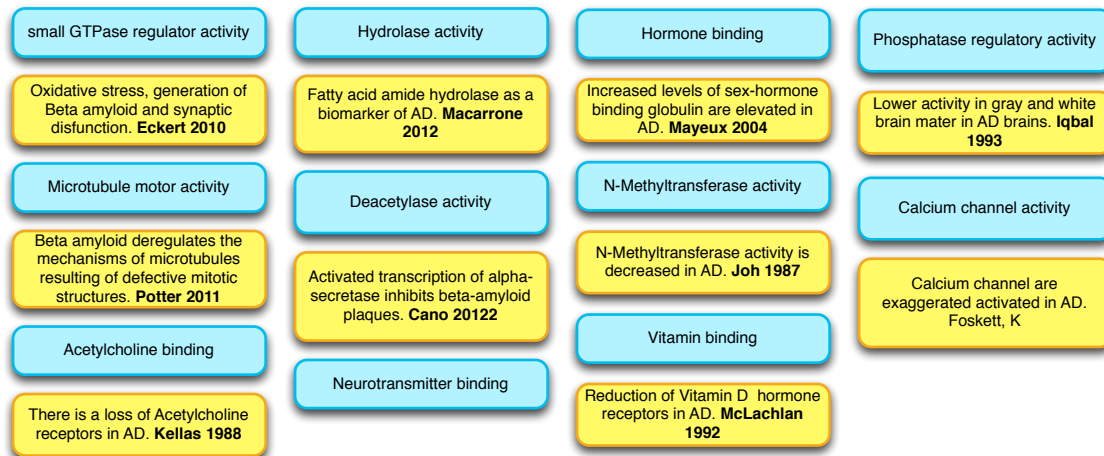 small GTPase regulator activity
Oxidative stress, generation of
Beta amyloid and synaptic
disfunction. Eckert 2010
Microtubule motor activity
Beta amyloid deregulates the
mechanisms of microtubules
resulting of defective mitotic
structures. Potter 2011
Acetylcholine binding
There is a loss of Acetylcholine
receptors in AD. Kellas 1988
Hydrolase activity
Fatty acid amide hydrolase as a
biomarker of AD. Macarrone
2012
Deacetylase activity
Activated transcription of alpha-
secretase inhibits beta-amyloid
plaques. Cano 20122
Neurotransmitter binding
Hormone binding
Increased levels of sex-hormone
binding globulin are elevated in
AD. Mayeux 2004
N-Methyltransferase activity
N-Methyltransferase activity is
decreased in AD. Joh 1987
Vitamin binding
Reduction of Vitamin D hormone
receptors in AD. McLachlan
1992
Phosphatase regulatory activity
Lower activity in gray and white
brain mater in AD brains. Iqbal
1993
Calcium channel activity
Calcium channel are
exaggerated activated in AD.
Foskett, K